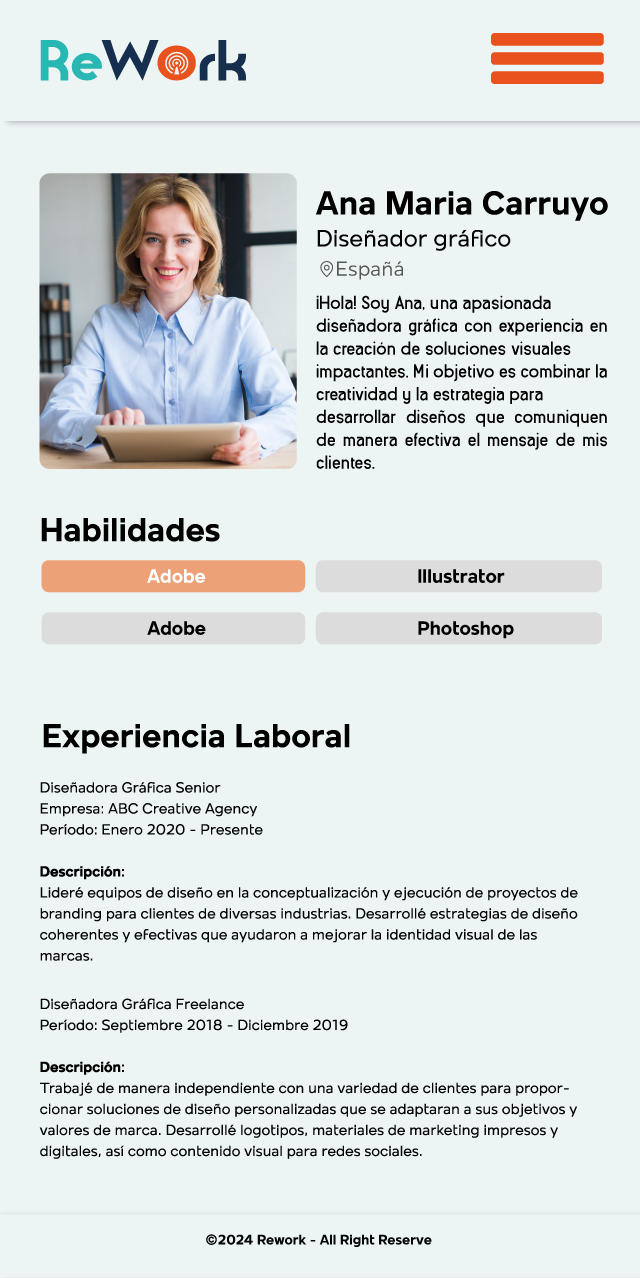 ReWork
Ana Maria Carruyo
Diseñador gráfico
Españá
¡Hola! Soy Ana, una apasionada
diseñadora gráfica con experiencia en
la creación de soluciones visuales
impactantes. Mi objetivo es combinar la
creatividad y la estrategia para
desarrollar diseños que comuniquen
de manera efectiva el mensaje de mis
clientes.
Habilidades
Adobe
Illustrator
Adobe
Photoshop
Experiencia Laboral
Diseñadora Gráfica Senior
Empresa: ABC Creative Agency
Período: Enero 2020 - Presente
Descripción:
Lideré equipos de diseño en la conceptualización y ejecución de proyectos de
branding para clientes de diversas industrias. Desarrollé estrategias de diseño
coherentes y efectivas que ayudaron a mejorar la identidad visual de las
marcas.
Diseñadora Gráfica Freelance
Período: Septiembre 2018 - Diciembre 2019
Descripción:
Trabajé de manera independiente con una variedad de clientes para propor-
cionar soluciones de diseño personalizadas que se adaptaran a sus objetivos y
valores de marca. Desarrollé logotipos, materiales de marketing impresos y
digitales, así como contenido visual para redes sociales.
©2024 Rework - All Right Reserve